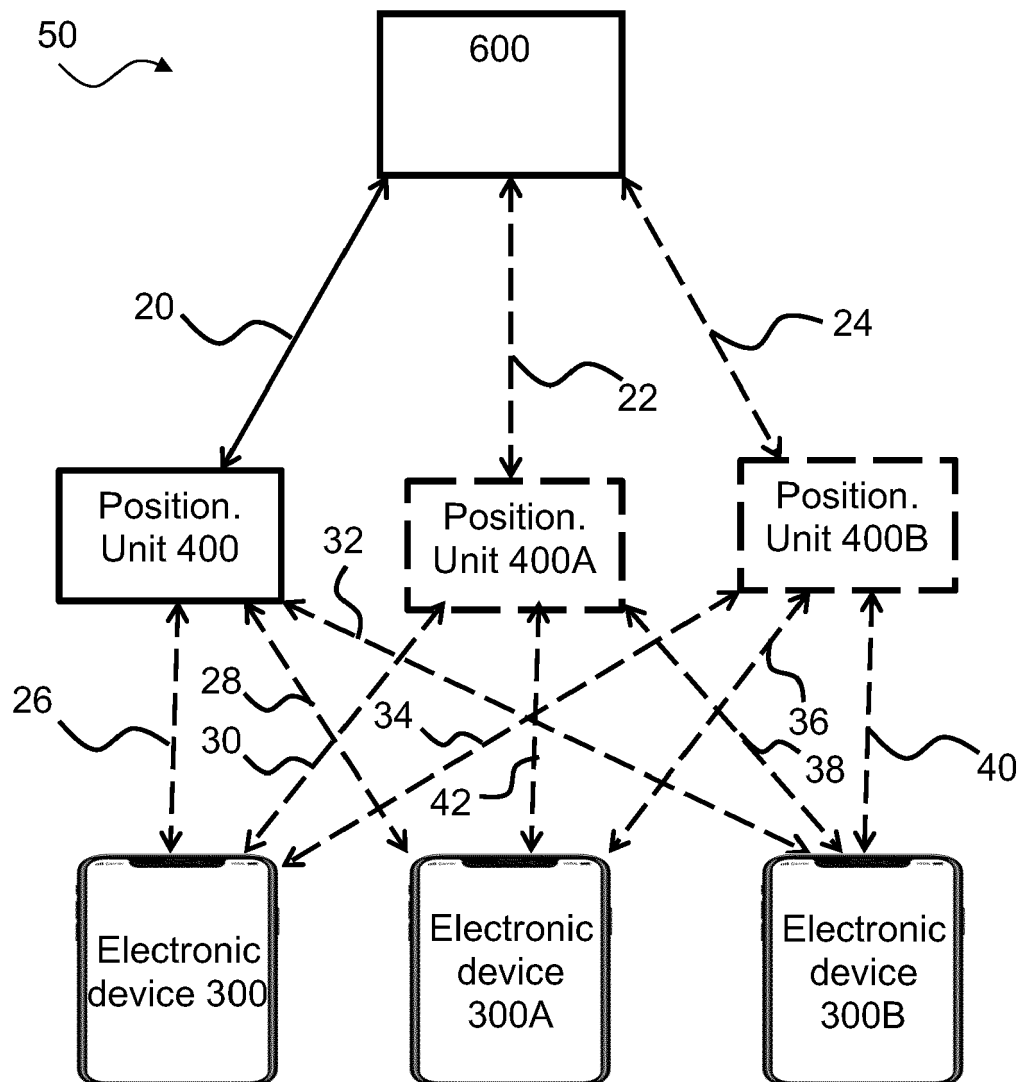 50
600
20
24
22
Position.
Unit 400
Position.
Unit 400A
Position.
Unit 400B
32
28
26
30
34
36
38
42
40
Electronic
device 300
Electronic
device
300A
Electronic
device
300B